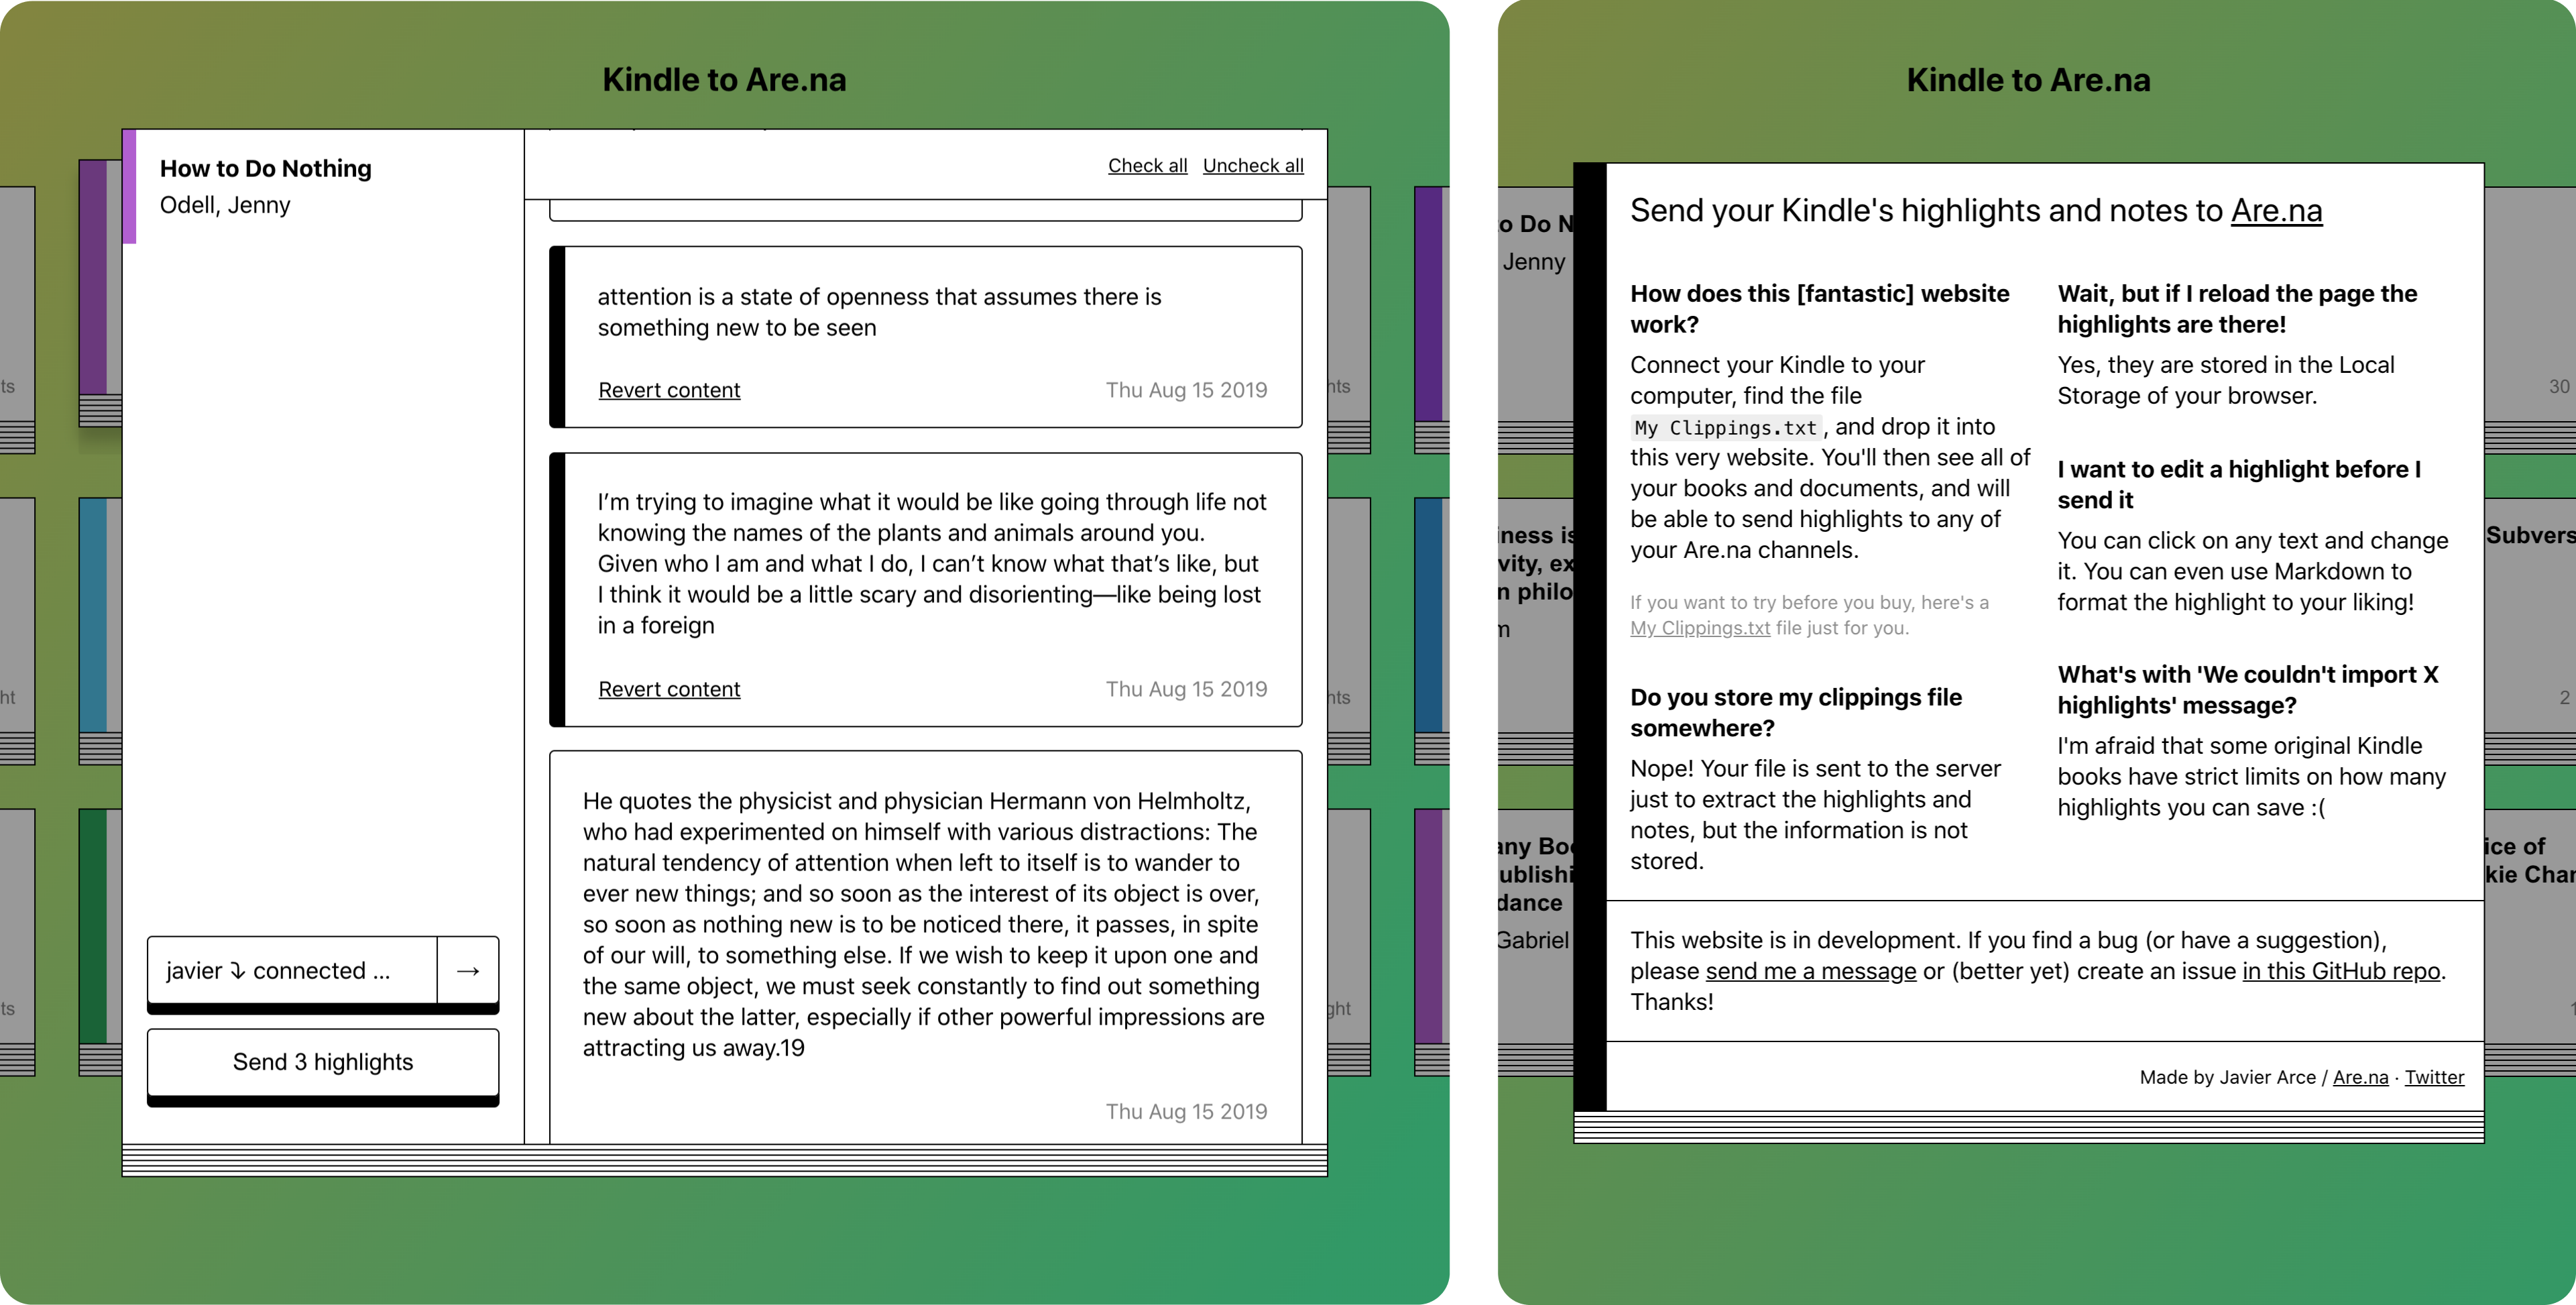 Kindle to Are.na
How to Do Nothing
Odell, Jenny
Check all Uncheck all
attention is a state of openness that assumes there is
something new to be seen
Revert content Thu Aug 15 2019
I’m trying to imagine what it would be like going through life not
knowing the names of the plants and animals around you.
Given who I am and what I do, I can’t know what that’s like, but
I think it would be a little scary and disorienting—like being lost
in a foreign
Revert content Thu Aug 15 2019
He quotes the physicist and physician Hermann von Helmholtz,
who had experimented on himself with various distractions: The
natural tendency of attention when left to itself is to wander to
ever new things; and so soon as the interest of its object is over,
so soon as nothing new is to be noticed there, it passes, in spite
of our will, to something else. If we wish to keep it upon one and
the same object, we must seek constantly to find out something
new about the latter, especially if other powerful impressions are
attracting us away.19
Thu Aug 15 2019
javier ⤵ connected ... →
Send 3 highlights
ts
ht
ts
hts
hts
ght
Kindle to Are.na
Send your Kindle's highlights and notes to Are.na
How does this [fantastic] website
work?
Connect your Kindle to your
computer, find the file
My Clippings.txt, and drop it into
this very website. You'll then see all of
your books and documents, and will
be able to send highlights to any of
your Are.na channels.
If you want to try before you buy, here's a
My Clippings.txt file just for you.
Do you store my clippings file
somewhere?
Nope! Your file is sent to the server
just to extract the highlights and
notes, but the information is not
stored.
Wait, but if I reload the page the
highlights are there!
Yes, they are stored in the Local
Storage of your browser.
I want to edit a highlight before I
send it
You can click on any text and change
it. You can even use Markdown to
format the highlight to your liking!
What's with 'We couldn't import X
highlights' message?
I'm afraid that some original Kindle
books have strict limits on how many
highlights you can save :(
This website is in development. If you find a bug (or have a suggestion),
please send me a message or (better yet) create an issue in this GitHub repo.
Thanks!
Made by Javier Arce / Are.na · Twitter
to Do N
Jenny
iness is
vity, ex
n philo
m
any Boo
ublishi
dance
Gabriel
30
Subvers
2
ice of
kie Char
1